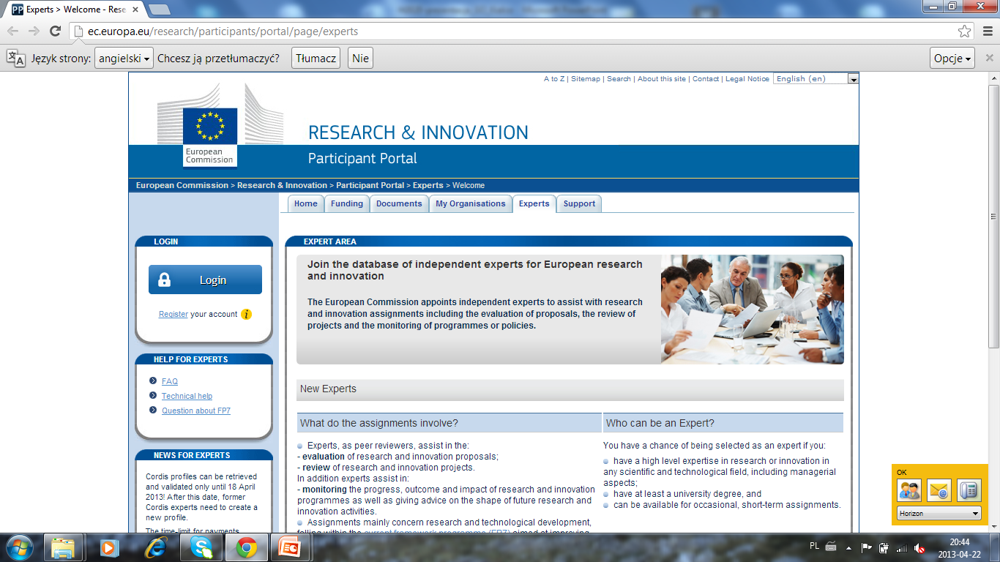 Experts > Welcome - Rese
ec.europa.eu/research/participants/portal/page/experts
Język strony: angielski Chcesz ją przetłumaczyć? Tłumacz Nie Opcje
A to Z | Sitemap | Search | About this site | Contact | Legal Notice English (en)
European
Commission
RESEARCH & INNOVATION
Participant Portal
European Commission > Research & Innovation > Participant Portal > Experts > Welcome
Home Funding Documents My Organisations Experts Support
LOGIN
Login
Register your account
HELP FOR EXPERTS
FAQ
Technical help
Question about FP7
NEWS FOR EXPERTS
Cordis profiles can be retrieved
and validated only until 18 April
2013! After this date, former
Cordis experts need to create a
new profile.
The time-limit for payments
EXPERT AREA
Join the database of independent experts for European research
and innovation
The European Commission appoints independent experts to assist with research
and innovation assignments including the evaluation of proposals, the review of
projects and the monitoring of programmes or policies.
New Experts
What do the assignments involve?
Experts, as peer reviewers, assist in the:
- evaluation of research and innovation proposals;
- review of research and innovation projects.
In addition experts assist in:
- monitoring the progress, outcome and impact of research and innovation
programmes as well as giving advice on the shape of future research and
innovation activities.
Assignments mainly concern research and technological development,
falling within the current framework programme (FP7) aimed at improving
Who can be an Expert?
You have a chance of being selected as an expert if you:
have a high level expertise in research or innovation in
any scientific and technological field, including managerial
aspects;
have at least a university degree, and
can be available for occasional, short-term assignments.
OK
Horizon
PL
20:44
2013-04-22